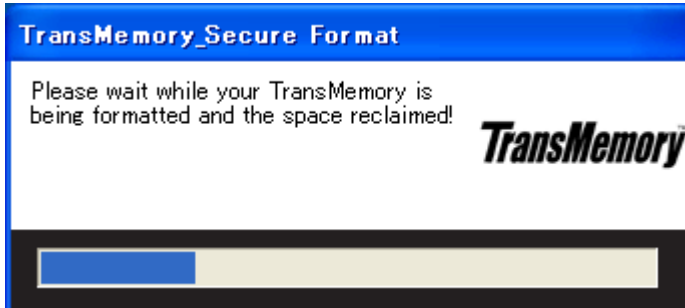 TransMemory_Secure Format
Please wait while your TransMemory is
being formatted and the space reclaimed!
TransMemory